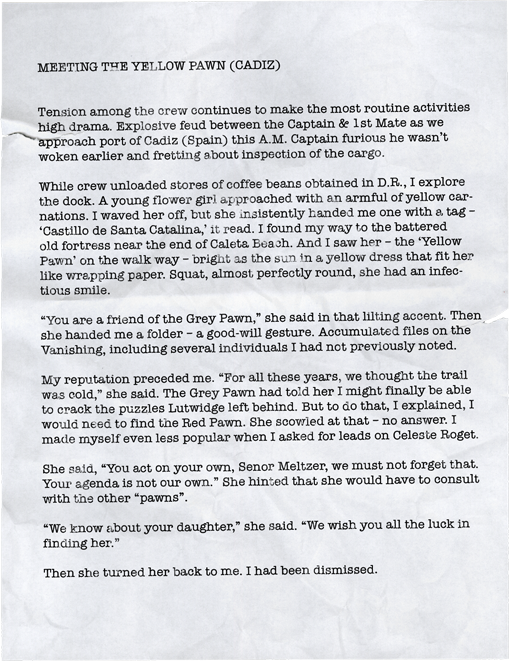 MEETING THE YELLOW PAWN (CADIZ)
Tension among the crew continues to make the most routine activities
high drama. Explosive feud between the Captain & 1st Mate as we
approach port of Cadiz (Spain) this A.M. Captain furious he wasn't
woken earlier and fretting about inspection of the cargo.
While crew unloaded stores of coffee beans obtained in D.R., I explore
the dock. A young flower girl approached with an armful of yellow car-
nations. I waved her off, but she insistently handed me one with a tag –
'Castillo de Santa Catalina,' it read. I found my way to the battered
old fortress near the end of Caleta Beach. And I saw her – the 'Yellow
Pawn' on the walk way – bright as the sun in a yellow dress that fit her
like wrapping paper. Squat, almost perfectly round, she had an infec-
tious smile.
"You are a friend of the Grey Pawn," she said in that lilting accent. Then
she handed me a folder – a good-will gesture. Accumulated files on the
Vanishing, including several individuals I had not previously noted.
My reputation preceded me. "For all these years, we thought the trail
was cold," she said. The Grey Pawn had told her I might finally be able
to crack the puzzles Lutwidge left behind. But to do that, I explained, I
would need to find the Red Pawn. She scowled at that – no answer. I
made myself even less popular when I asked for leads on Celeste Roget.
She said, "You act on your own, Senor Meltzer, we must not forget that.
Your agenda is not our own." She hinted that she would have to consult
with the other "pawns".
"We know about your daughter," she said. "We wish you all the luck in
finding her."
Then she turned her back to me. I had been dismissed.